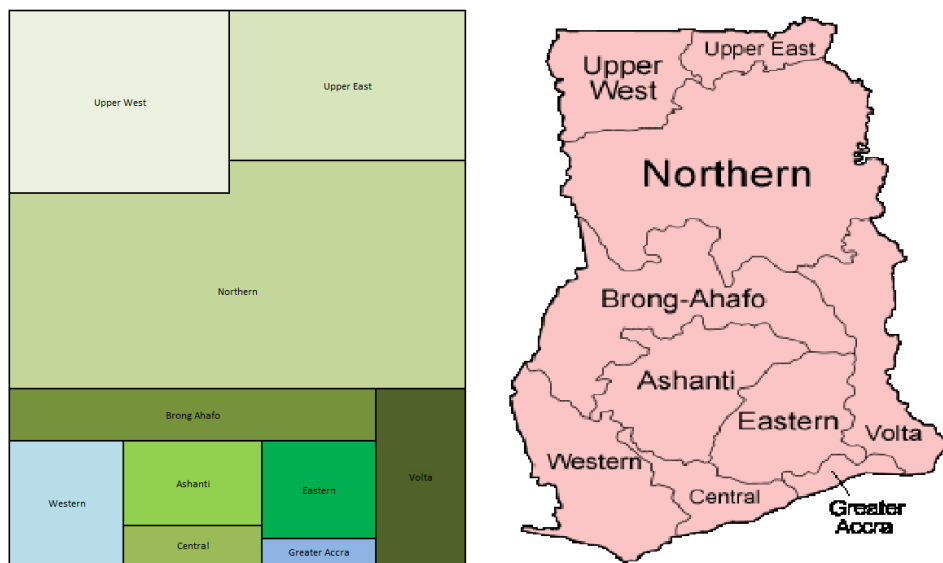 Upper West
Upper East
Northern
Brong Ahafo
Western
Ashanti
Eastern
Volta
Central
Greater Accra
Upper
West
Upper East
Northern
Brong-Ahafo
Ashanti
Eastern
Volta
Western
Central
Greater
Accra